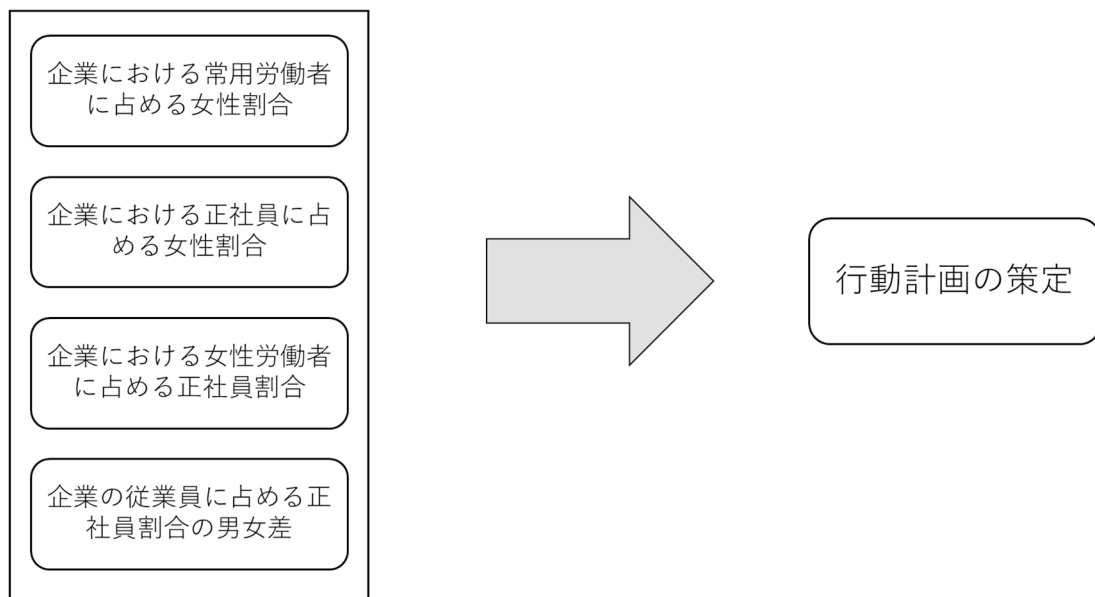 企業における常用労働者
に占める女性割合
企業における正社員に占
める女性割合
企業における女性労働者
に占める正社員割合
企業の従業員に占める正
社員割合の男女差
行動計画の策定